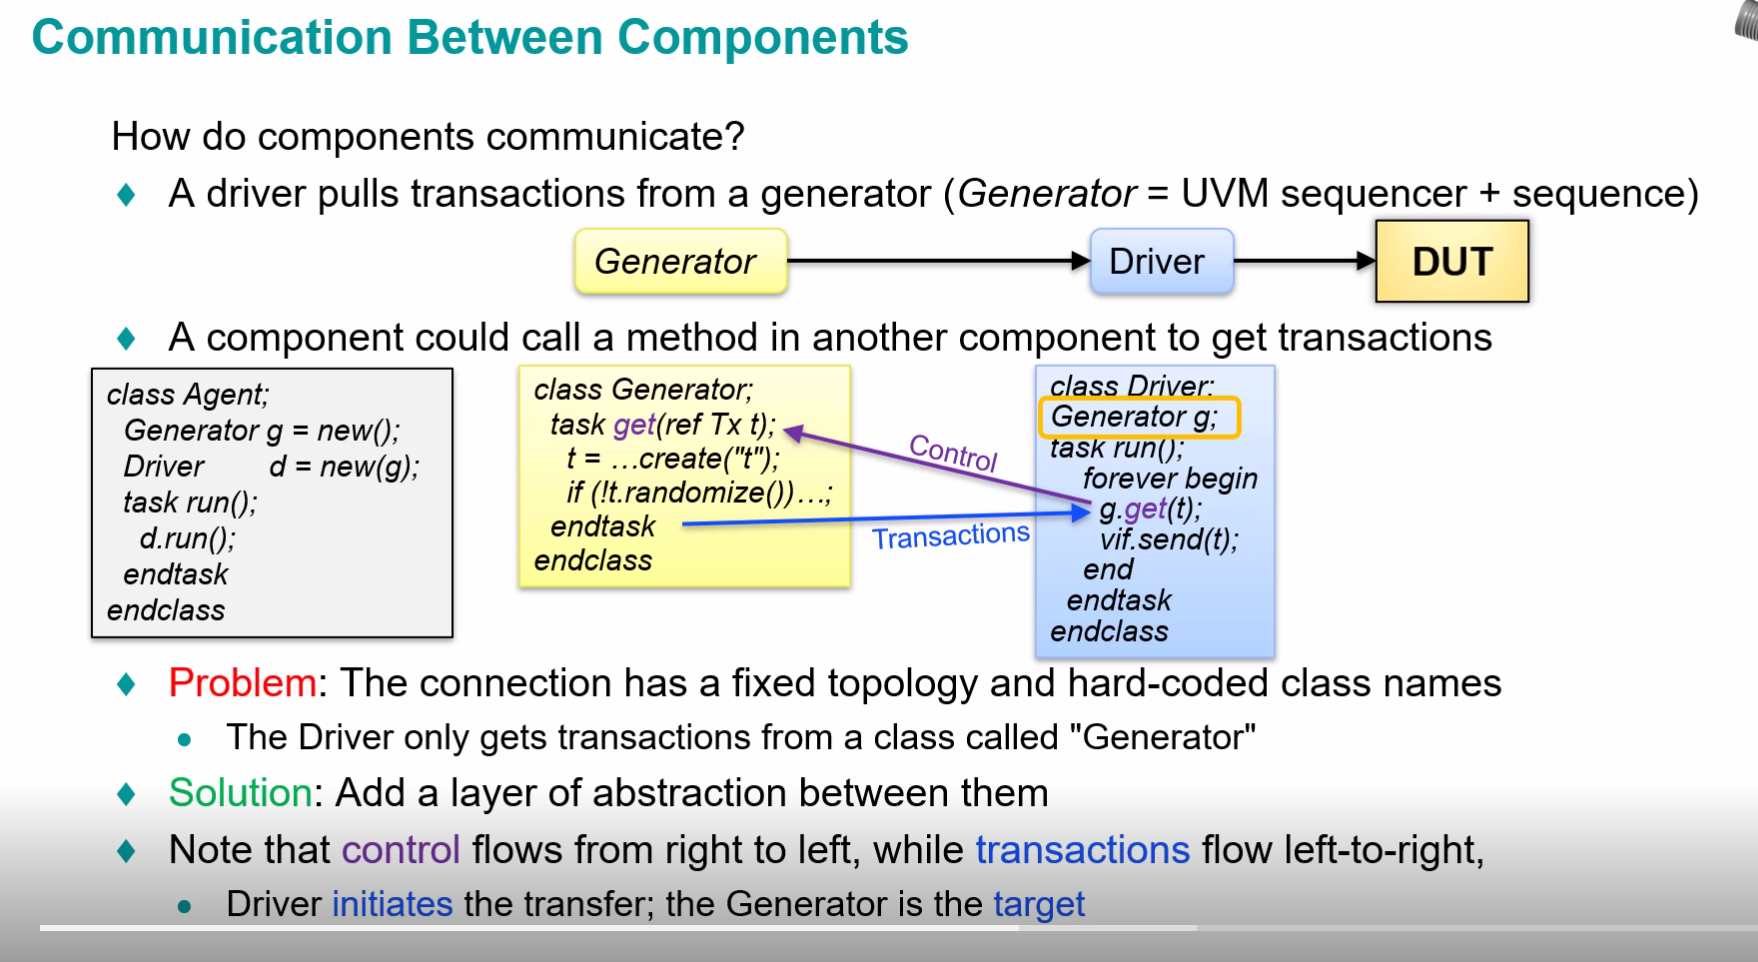 Communication Between Components
How do components communicate?
♦ A driver pulls transactions from a generator (Generator = UVM sequencer + sequence)
Generator
Driver
DUT
♦ A component could call a method in another component to get transactions
class Agent;
Generator g = new();
Driver d = new(g);
task run();
d.run();
endtask
endclass
class Generator;
task get(ref Tx t);
t = ...create("t");
if (!t.randomize())...;
endtask
endclass
Control
Transactions
class Driver;
Generator g;
task run();
forever begin
g.get(t);
vif.send(t);
end
endtask
endclass
♦ Problem: The connection has a fixed topology and hard-coded class names
• The Driver only gets transactions from a class called "Generator"
♦ Solution: Add a layer of abstraction between them
♦ Note that control flows from right to left, while transactions flow left-to-right,
• Driver initiates the transfer; the Generator is the target